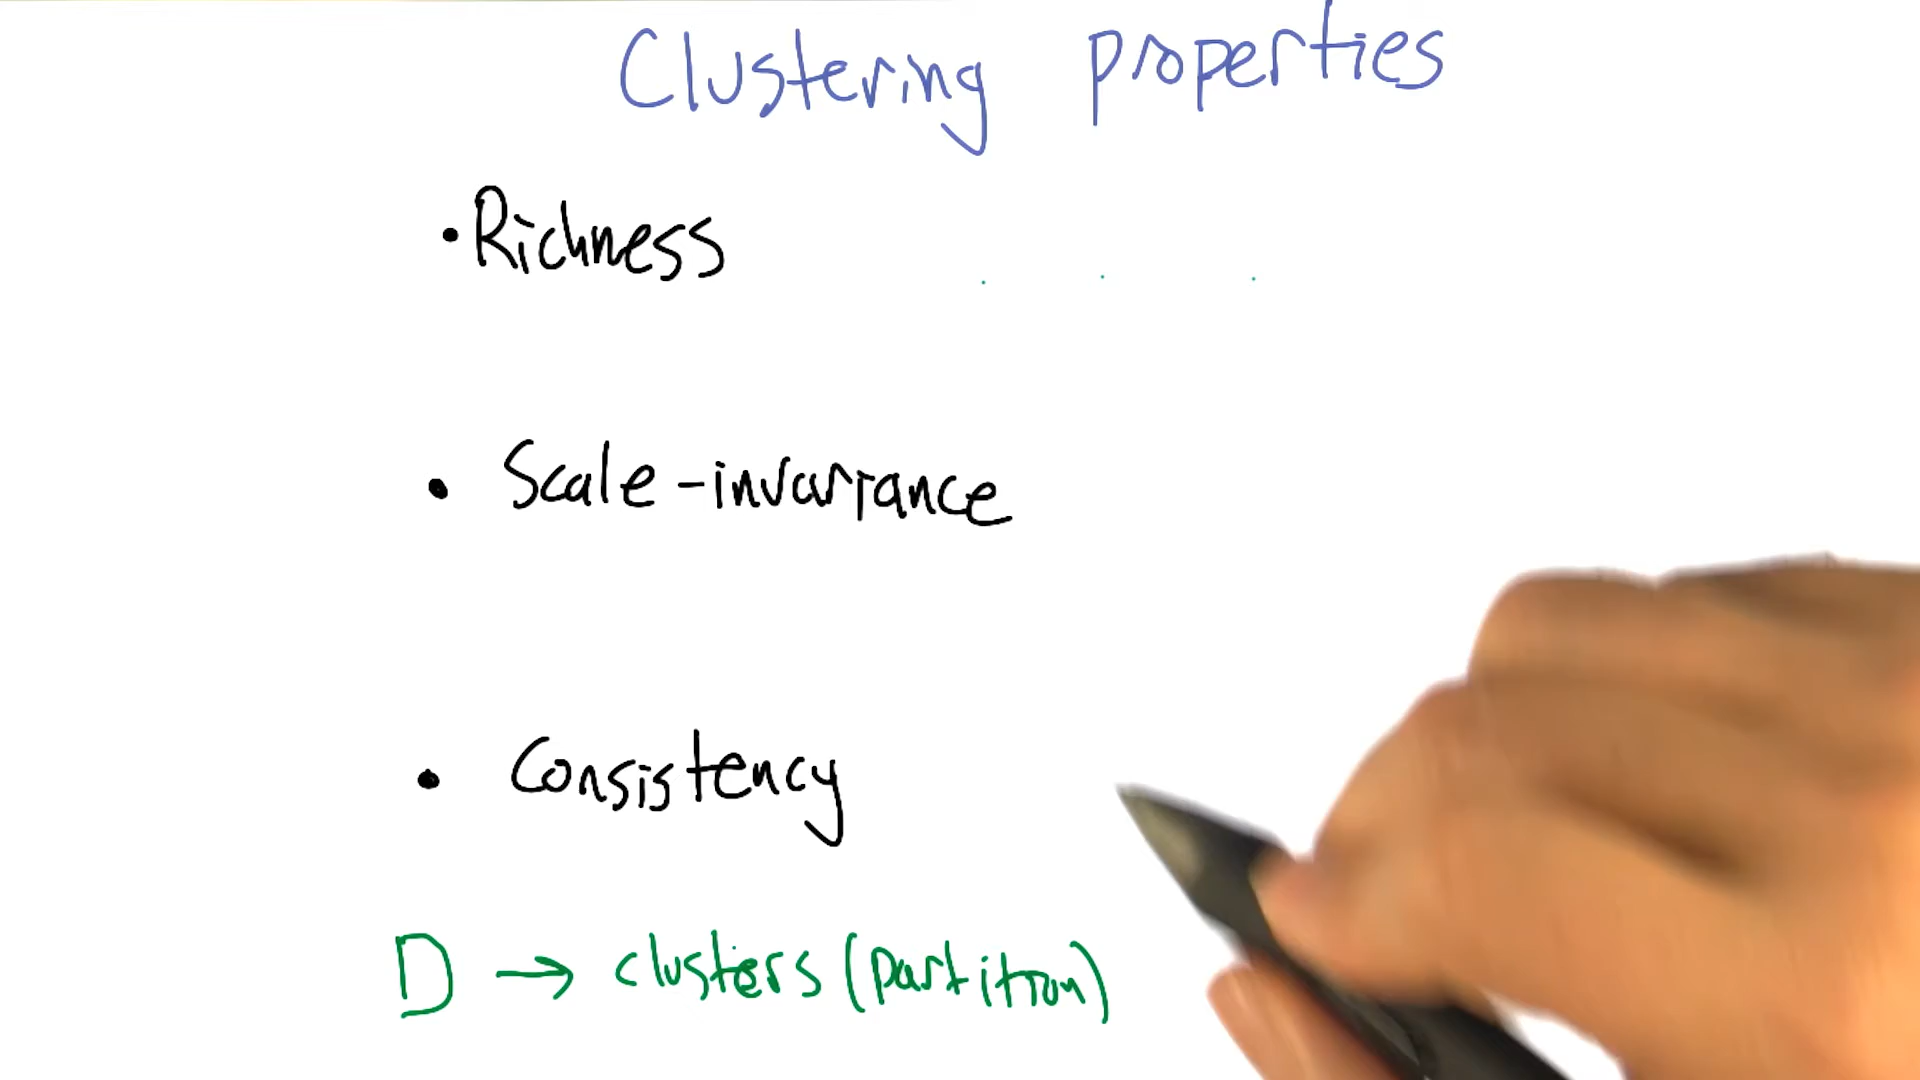 Clustering properties
• Richness
• Scale-invariance
• Consistency
D → clusters (partition)